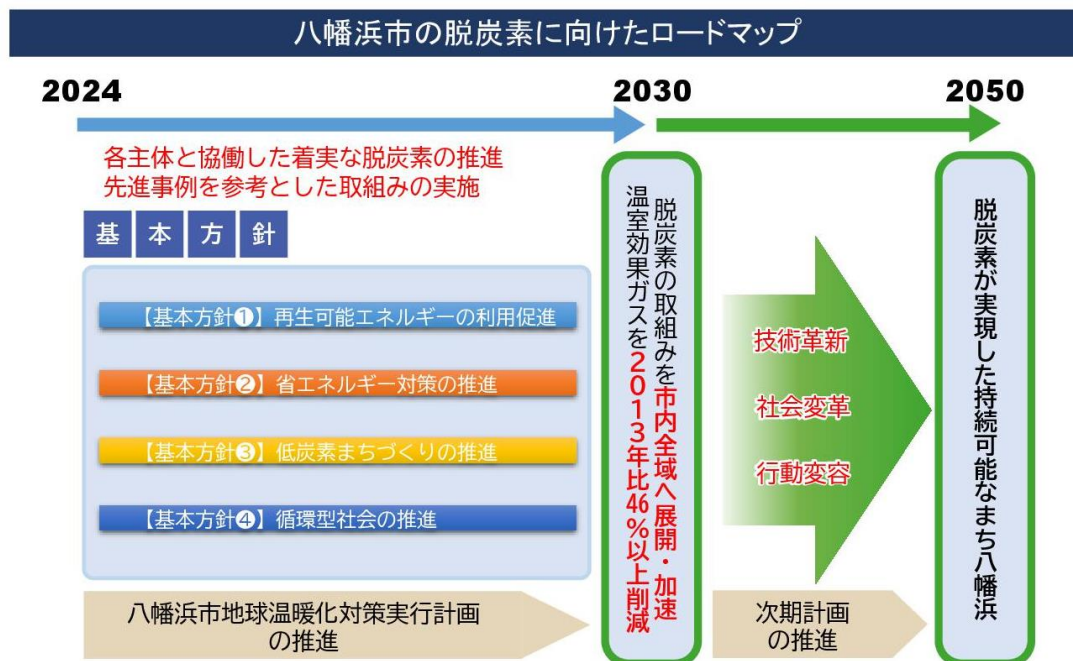 八幡浜市の脱炭素に向けたロードマップ
2024
2030
2050
各主体と協働した着実な脱炭素の推進
先進事例を参考とした取組みの実施
基本方針
【基本方針❶】再生可能エネルギーの利用促進
【基本方針❷】省エネルギー対策の推進
【基本方針❸】低炭素まちづくりの推進
【基本方針❹】循環型社会の推進
八幡浜市地球温暖化対策実行計画
の推進
脱炭素の取組みを市内全域へ展開・加速
温室効果ガスを2013年比46%以上削減
技術革新
社会変革
行動変容
次期計画
の推進
脱炭素が実現した持続可能なまち八幡浜